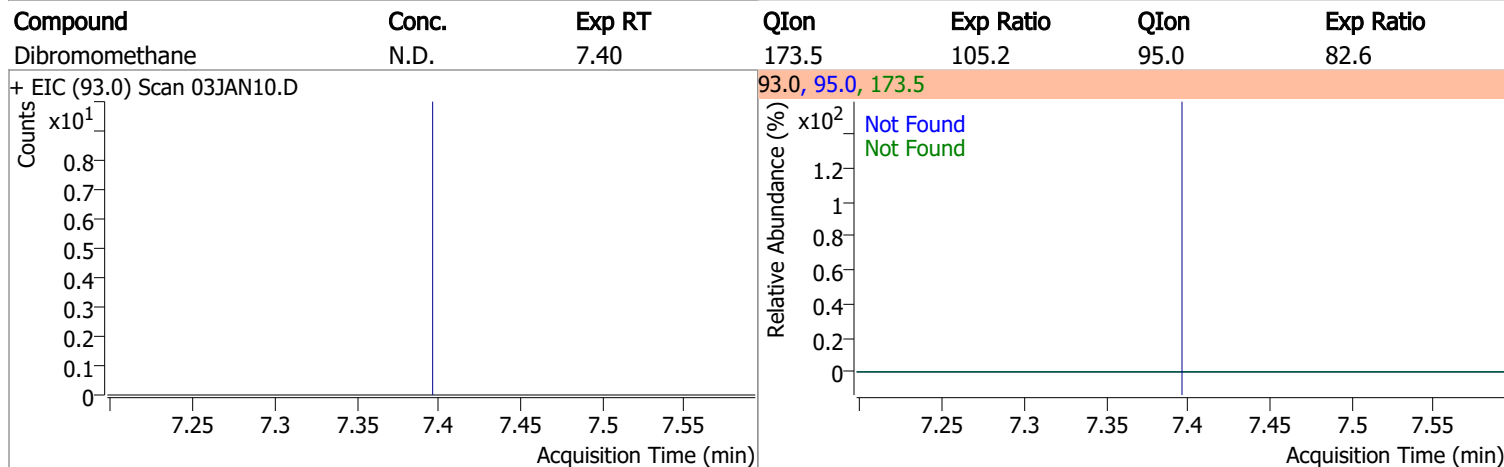 Compound Conc. Exp RT QIon Exp Ratio QIon Exp Ratio
Dibromomethane N.D. 7.40 173.5 105.2 95.0 82.6
+ EIC (93.0) Scan 03JAN10.D
Counts
x10^1
0.8
0.7
0.6
0.5
0.4
0.3
0.2
0.1
0
7.25 7.3 7.35 7.4 7.45 7.5 7.55
Acquisition Time (min)
93.0, 95.0, 173.5
Relative Abundance (%)
x10^2
Not Found
Not Found
1.2
1
0.8
0.6
0.4
0.2
0
7.25 7.3 7.35 7.4 7.45 7.5 7.55
Acquisition Time (min)